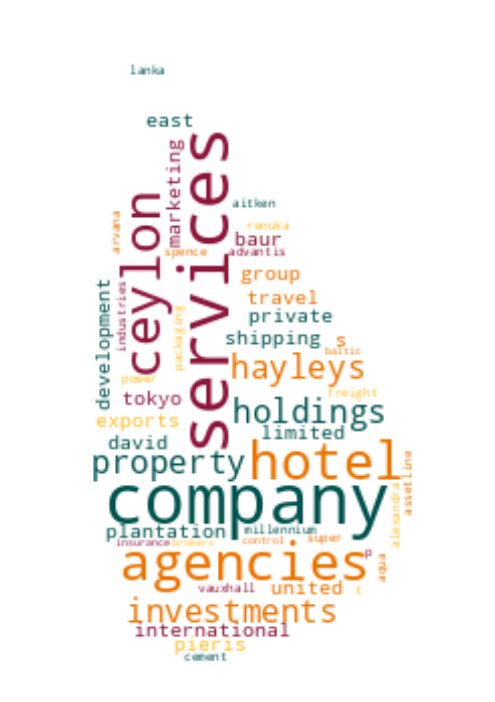 lanka
east
services
marketing
ceylon
aitken
arvana
renuka
baur
spence
advantis
group
industries
development
travel
packaging
private
shipping
s
baltic
hayleys
power
freight
tokyo
holdings
exports
limited
david
property
hotel
assetline
company
alexandra
plantation
millennium
insurance
brokers
control
super
p
agencies
aqua
vauxhall
united
t
investments
international
pieris
cement